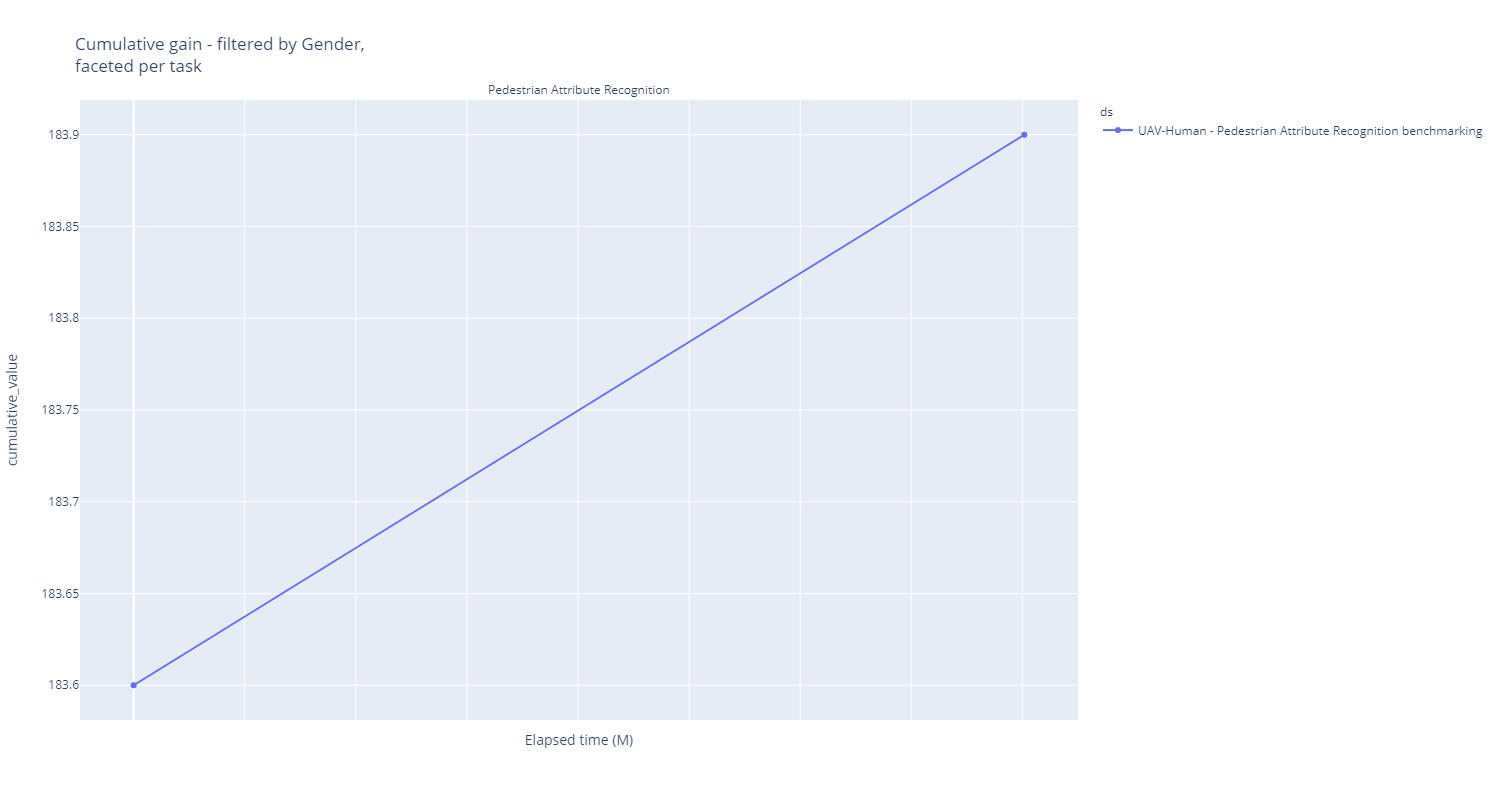 Cumulative gain - filtered by Gender,
faceted per task
Pedestrian Attribute Recognition
ds
UAV-Human - Pedestrian Attribute Recognition benchmarking
183.9
183.85
183.8
183.75
183.7
183.65
183.6
cumulative_value
Elapsed time (M)